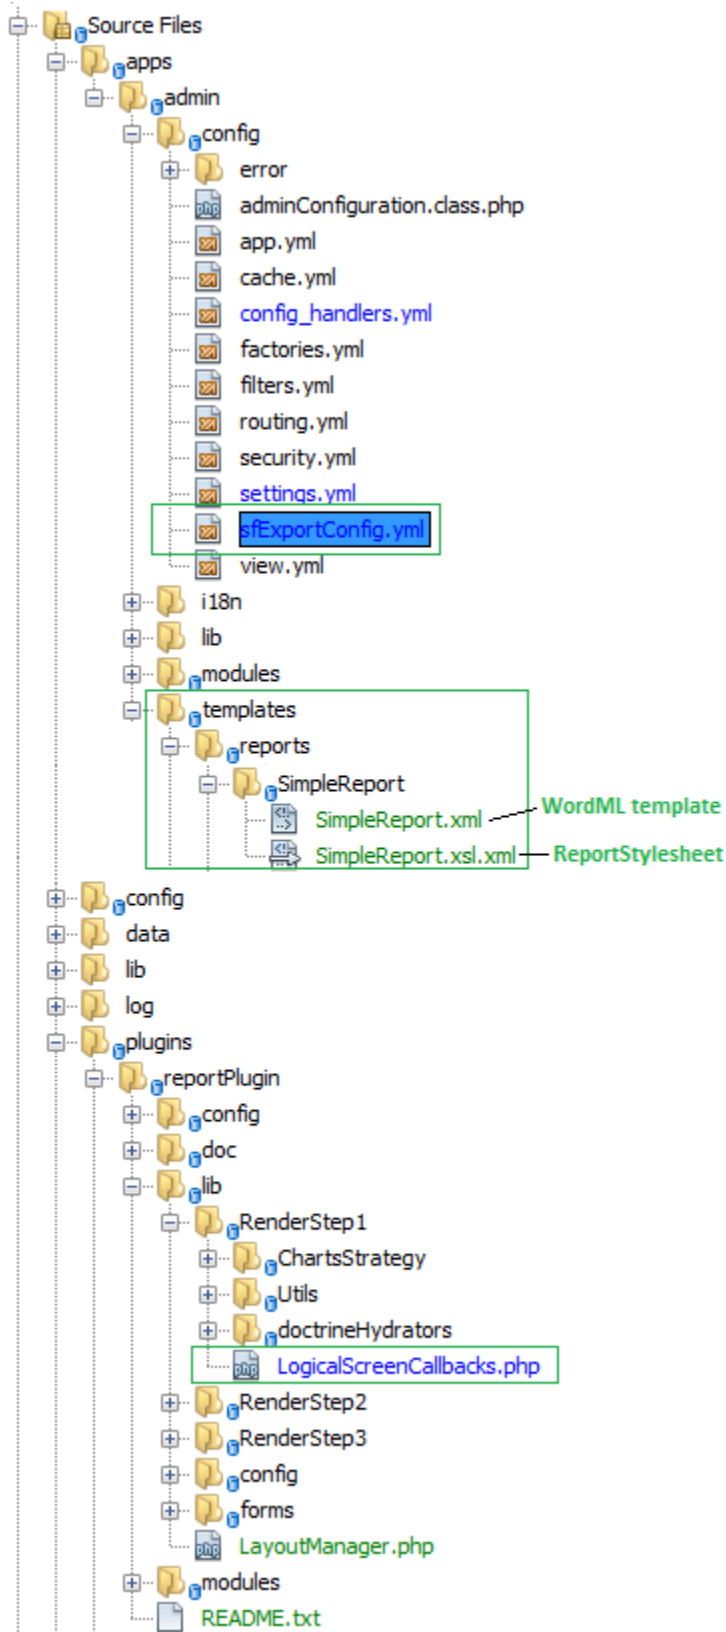 Source Files
apps
admin
config
error
adminConfiguration.class.php
app.yml
cache.yml
config_handlers.yml
factories.yml
filters.yml
routing.yml
security.yml
settings.yml
sfExportConfig.yml
view.yml
i18n
lib
modules
templates
reports
SimpleReport
SimpleReport.xml WordML template
SimpleReport.xsl.xml ReportStylesheet
config
data
lib
log
plugins
reportPlugin
config
doc
lib
RenderStep1
ChartsStrategy
Utils
doctrineHydrators
LogicalScreenCallbacks.php
RenderStep2
RenderStep3
config
forms
LayoutManager.php
modules
README.txt